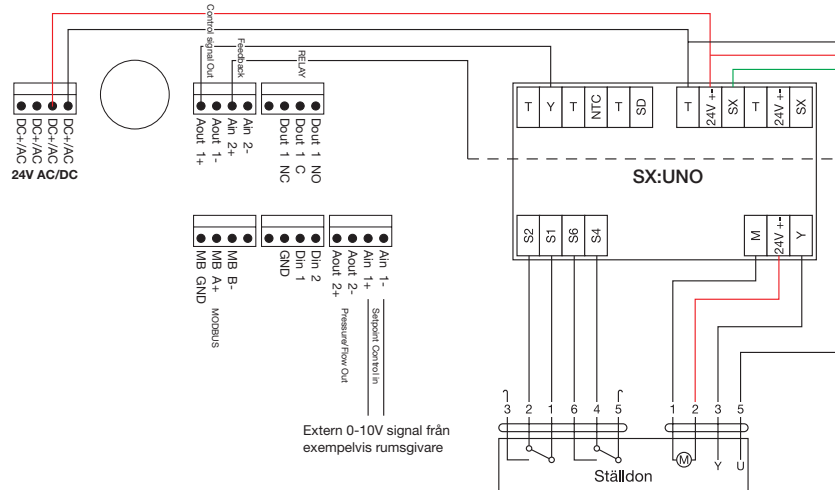 Control signal Out
Feedback
RELAY
DC+/AC
DC+/AC
DC+/AC
DC+/AC
24V AC/DC
Aout 1+
Aout 1-
Ain 2+
Ain 2-
Dout 1 NC
Dout 1 C
Dout 1 NO
T
Y
T
NTC
T
SD
T
24V +-
SX
T
24V +-
SX
SX:UNO
S2
S1
S6
S4
M
24V +-
Y
MB GND
MB A+
MB B-
MODBUS
GND
Din 1
Din 2
Aout 2+
Aout 2-
Ain 1+
Ain 1-
Pressure/Flow Out
Setpoint Control in
Extern 0-10V signal från
exempelvis rumsgivare
3
2
1
6
4
5
1
2
3
5
M
Y
U
Ställdon